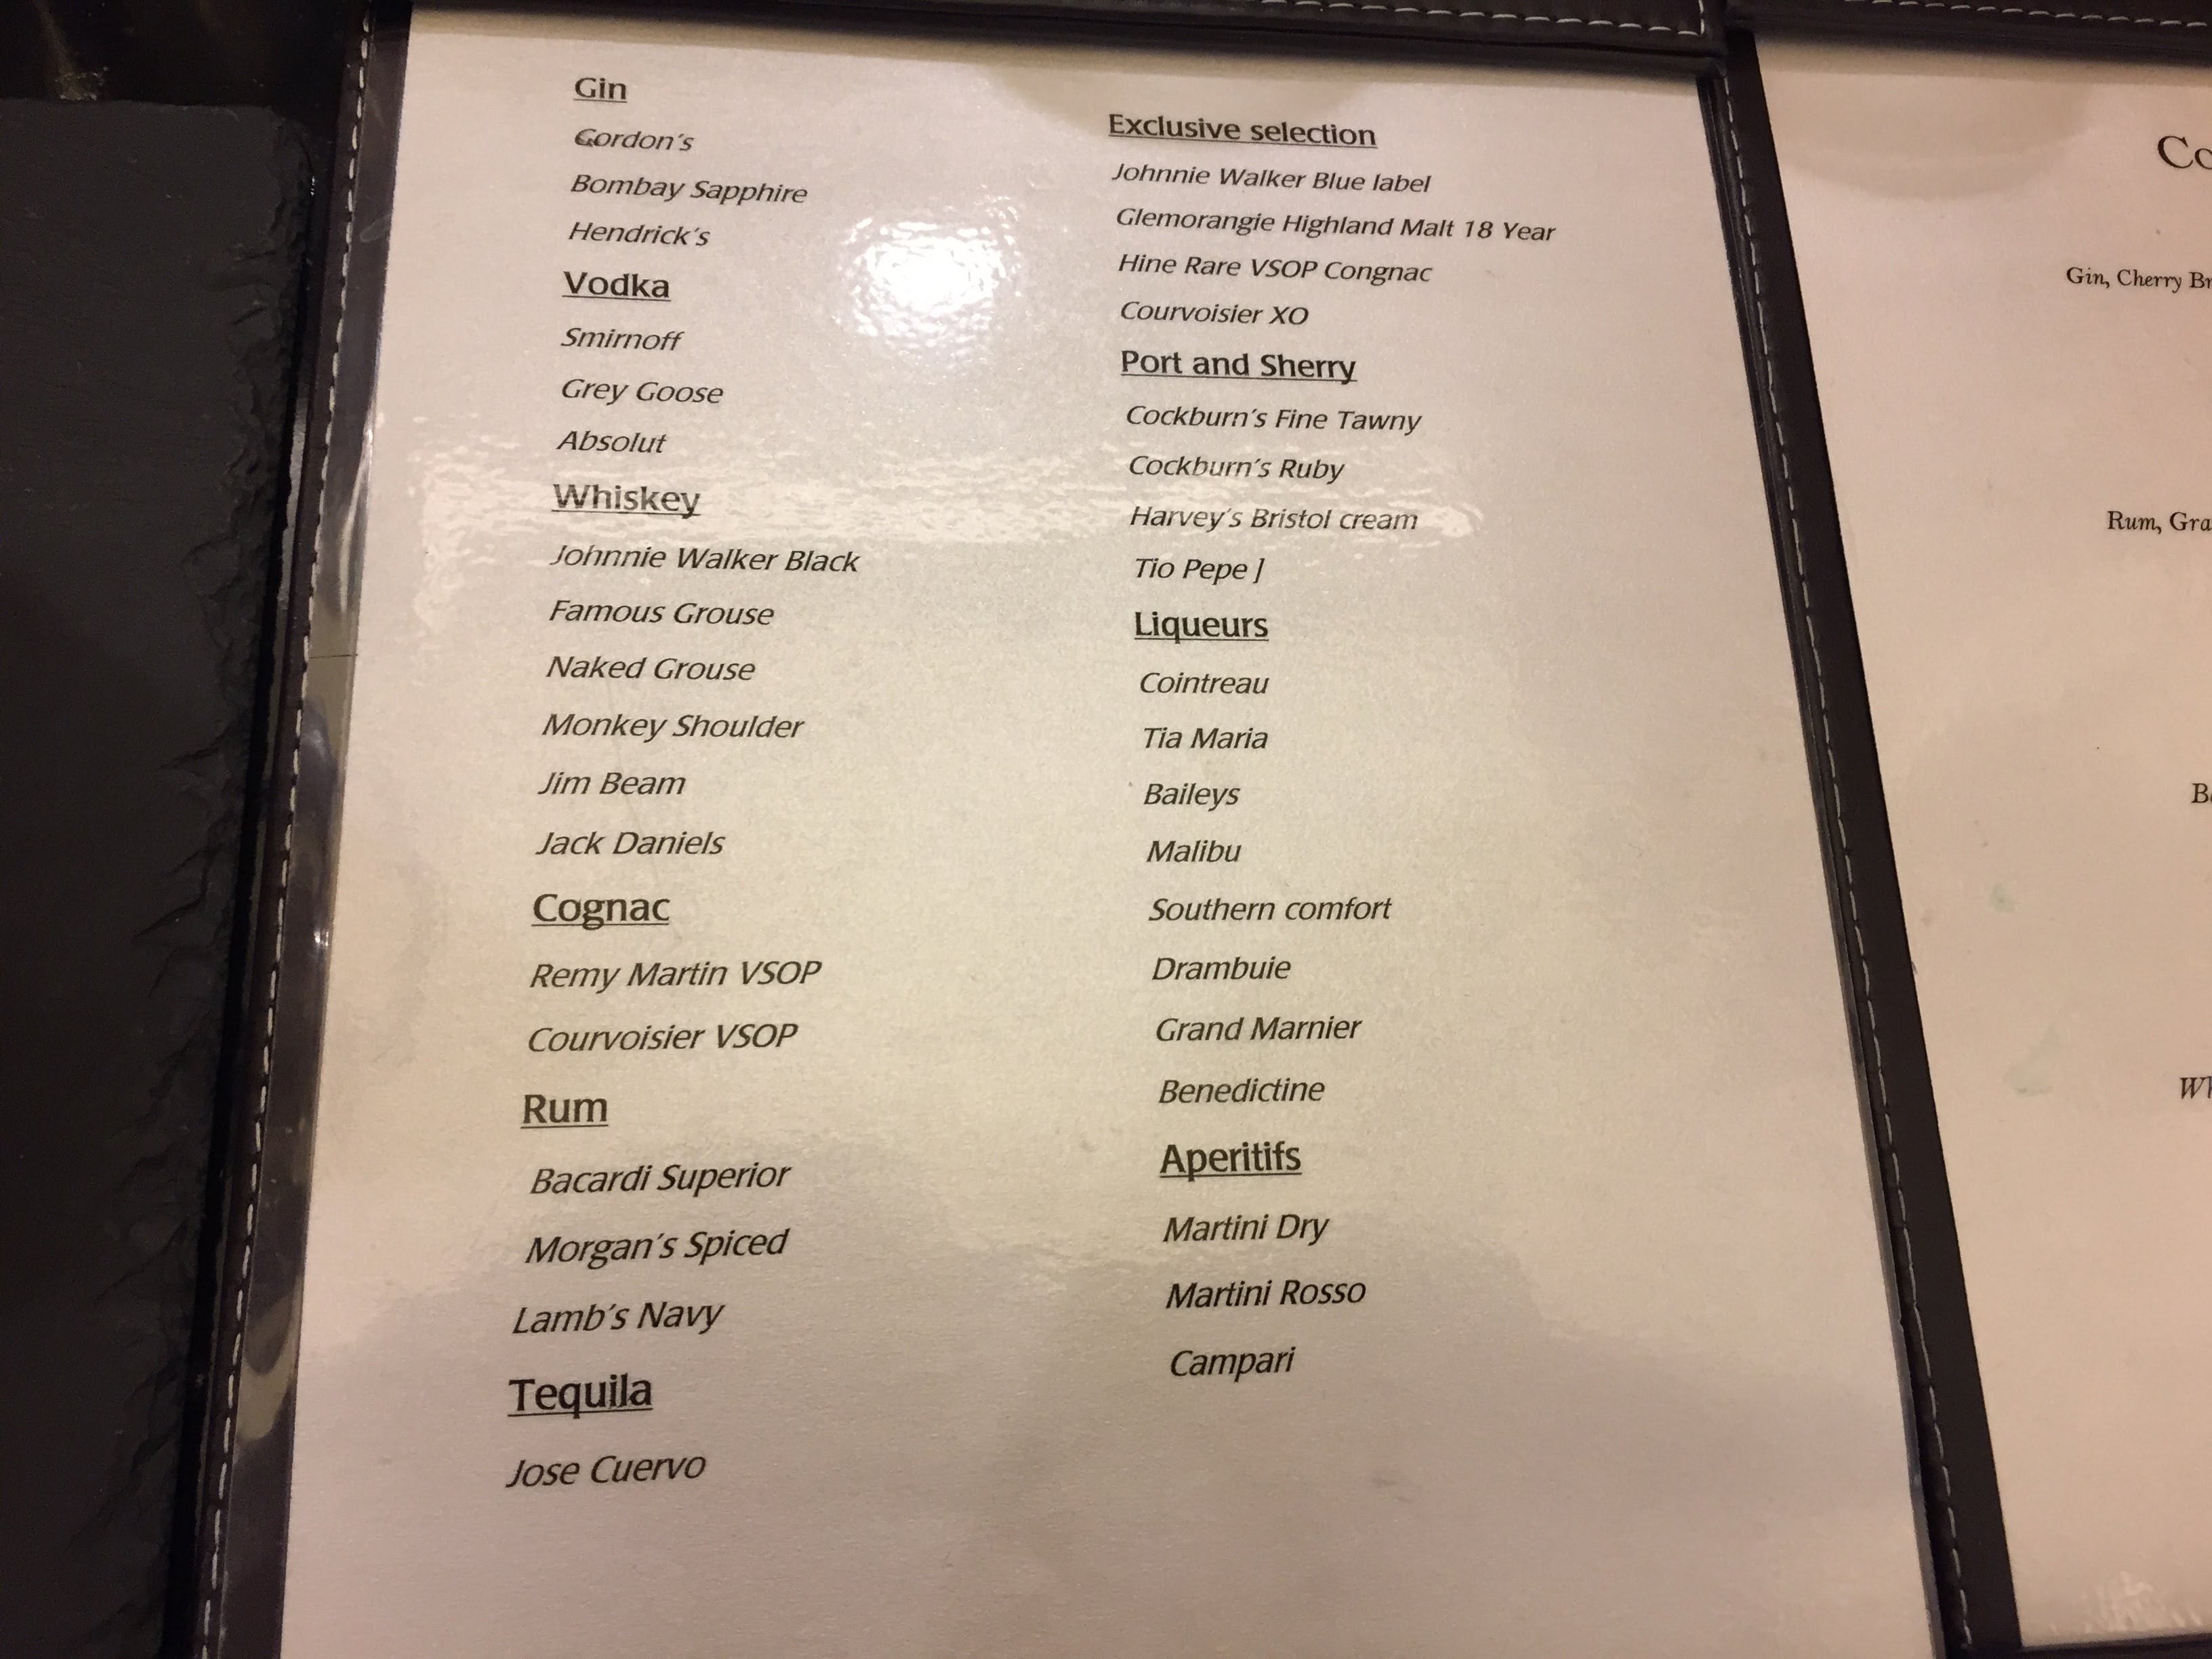 Gin
Gordon's
Bombay Sapphire
Hendrick's
Vodka
Smirnoff
Grey Goose
Absolut
Whiskey
Johnnie Walker Black
Famous Grouse
Naked Grouse
Monkey Shoulder
Jim Beam
Jack Daniels
Cognac
Remy Martin VSOP
Courvoisier VSOP
Rum
Bacardi Superior
Morgan's Spiced
Lamb's Navy
Tequila
Jose Cuervo
Exclusive selection
Johnnie Walker Blue label
Glemorangie Highland Malt 18 Year
Hine Rare VSOP Congnac
Courvoisier XO
Port and Sherry
Cockburn's Fine Tawny
Cockburn's Ruby
Harvey's Bristol cream
Tio Pepe ]
Liqueurs
Cointreau
Tia Maria
Baileys
Malibu
Southern comfort
Drambuie
Grand Marnier
Benedictine
Aperitifs
Martini Dry
Martini Rosso
Campari
Gin, Cherry
Rum,